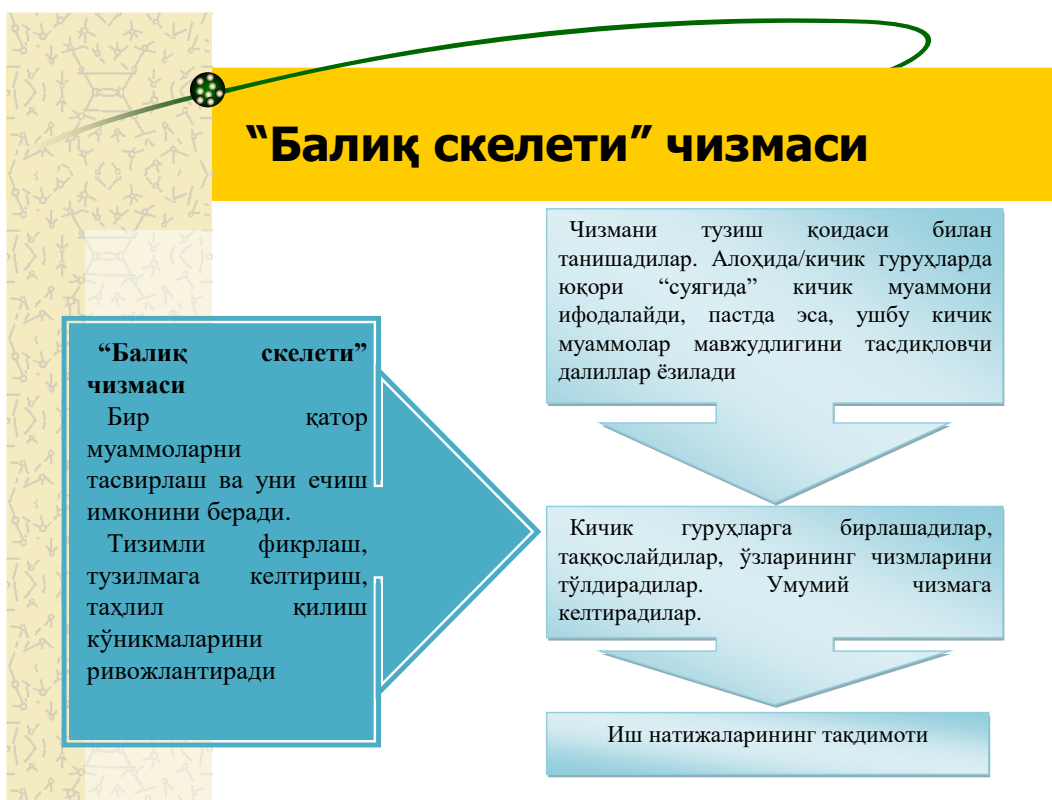 “Балиқ скелети” чизмаси
“Балиқ скелети”
чизмаси
Бир қатор
муаммоларни
тасвирлаш ва уни ечиш
имконини беради.
Тизимли фикрлаш,
тузилмага келтириш,
таҳлил қилиш
кўникмаларини
ривожлантиради
Чизмани тузиш қоидаси билан
танишадилар. Алоҳида/кичик гуруҳларда
юқори “суягида” кичик муаммони
ифодалайди, пастда эса, ушбу кичик
муаммолар мавжудлигини тасдиқловчи
далиллар ёзилади
Кичик гуруҳларга бирлашадилар,
таққослайдилар, ўзларининг чизмларини
тўлдирадилар. Умумий чизмага
келтирадилар.
Иш натижаларининг тақдимоти